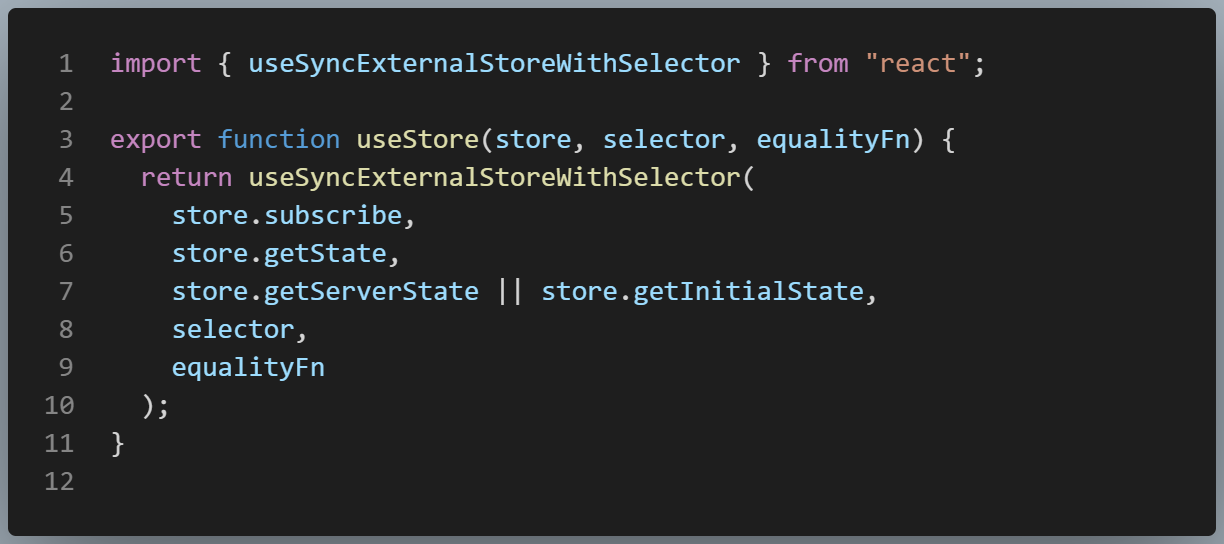 1 import { useSyncExternalStoreWithSelector } from "react";
2
3 export function useStore(store, selector, equalityFn) {
4   return useSyncExternalStoreWithSelector(
5     store.subscribe,
6     store.getState,
7     store.getServerState || store.getInitialState,
8     selector,
9     equalityFn
10   );
11 }
12